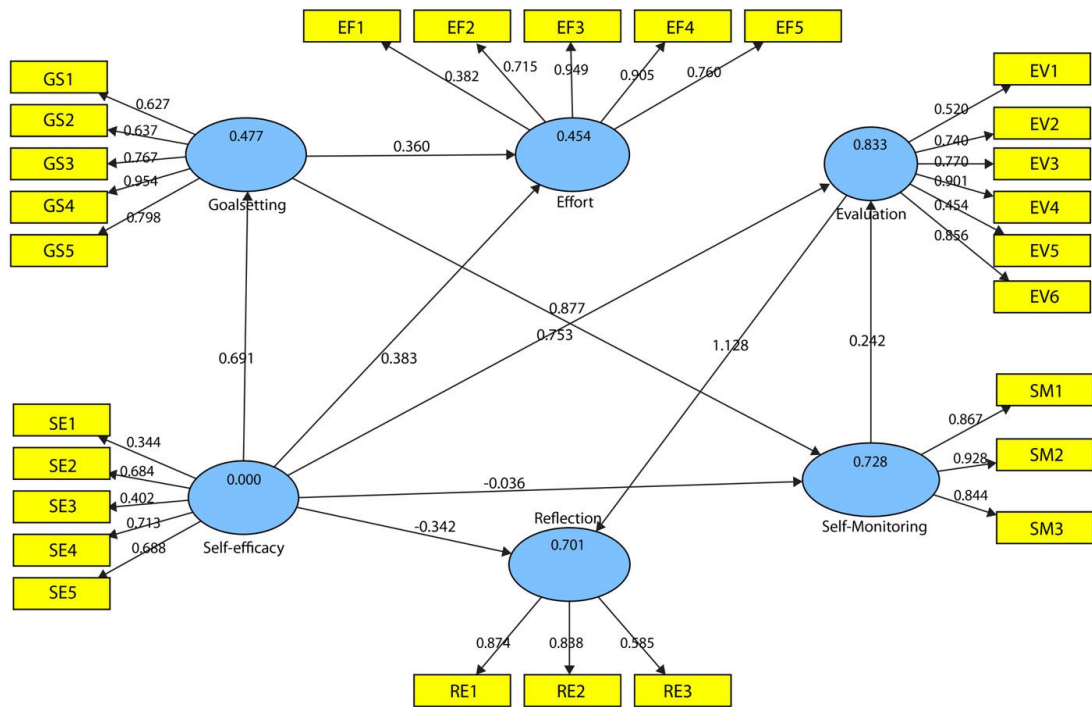 EF1 EF2 EF3 EF4 EF5
0.382 0.715 0.949 0.905 0.760
GS1
GS2
GS3
GS4
GS5
0.627
0.637
0.767
0.954
0.798
0.477
Goalsetting
0.360
0.454
Effort
0.833
Evaluation
EV1
EV2
EV3
EV4
EV5
EV6
0.520
0.740
0.770
0.901
0.454
0.856
0.877
0.753
0.691
0.383
1.128
0.242
SE1
SE2
SE3
SE4
SE5
0.344
0.684
0.402
0.713
0.688
0.000
Self-efficacy
-0.036
-0.342
Reflection
0.701
0.728
Self-Monitoring
SM1
SM2
SM3
0.867
0.928
0.844
0.874 0.838 0.585
RE1 RE2 RE3